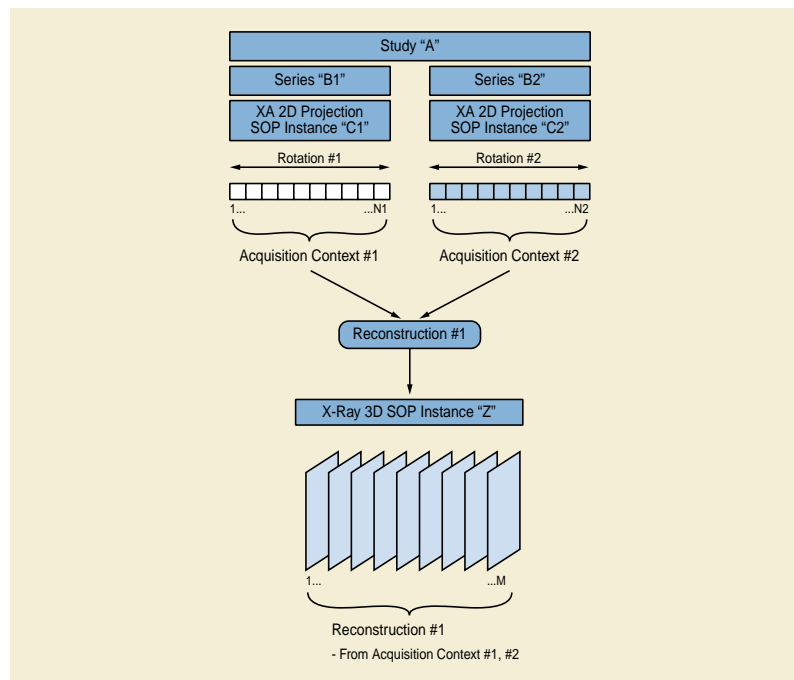 Study “A”
Series “B1”
Series “B2”
XA 2D Projection
SOP Instance “C1”
XA 2D Projection
SOP Instance “C2”
Rotation #1
Rotation #2
1...
...N1
1...
...N2
Acquisition Context #1
Acquisition Context #2
Reconstruction #1
X-Ray 3D SOP Instance “Z”
1...
...M
Reconstruction #1
- From Acquisition Context #1, #2